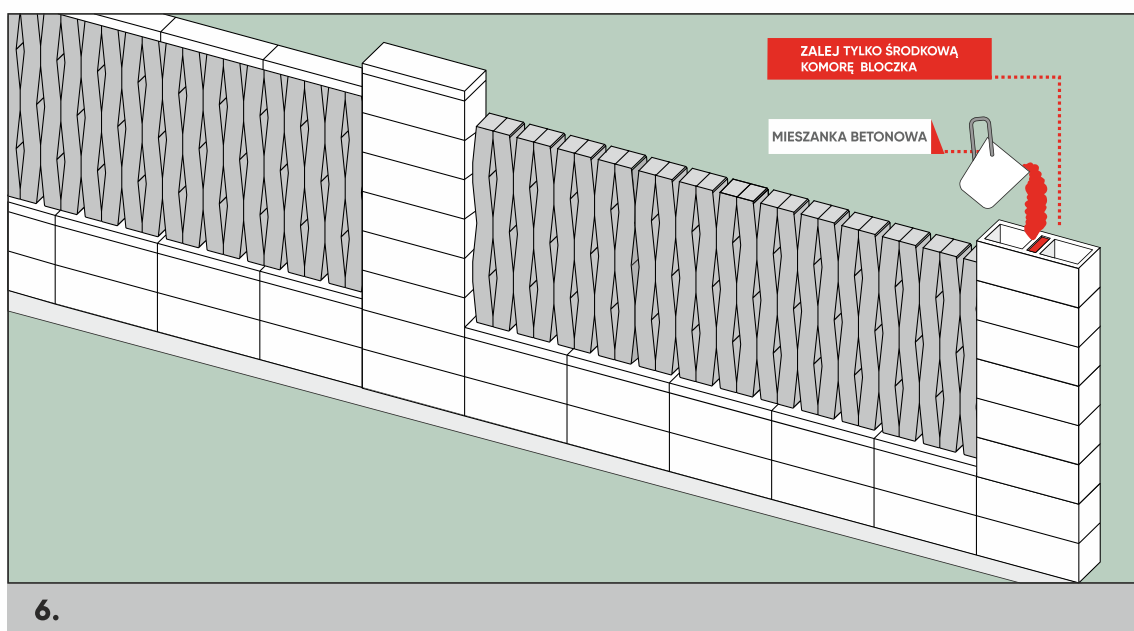 ZALEJ TYLKO ŚRODKOWĄ
KOMORĘ BLOCZKA
MIESZANKA BETONOWA
6.